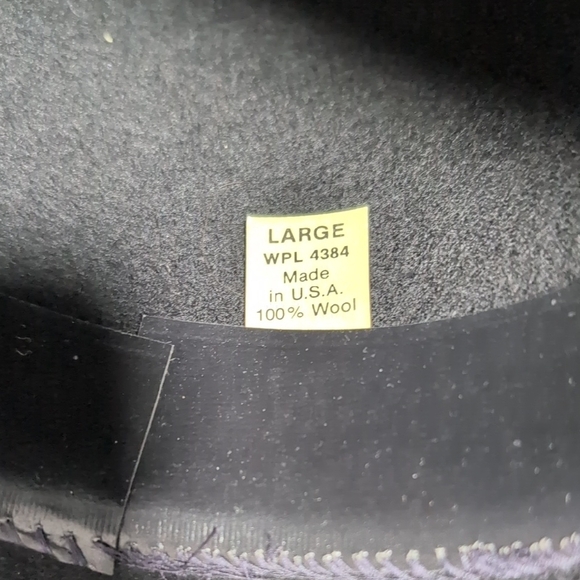 LARGE
WPL 4384
Made
in U.S.A.
100% Wool